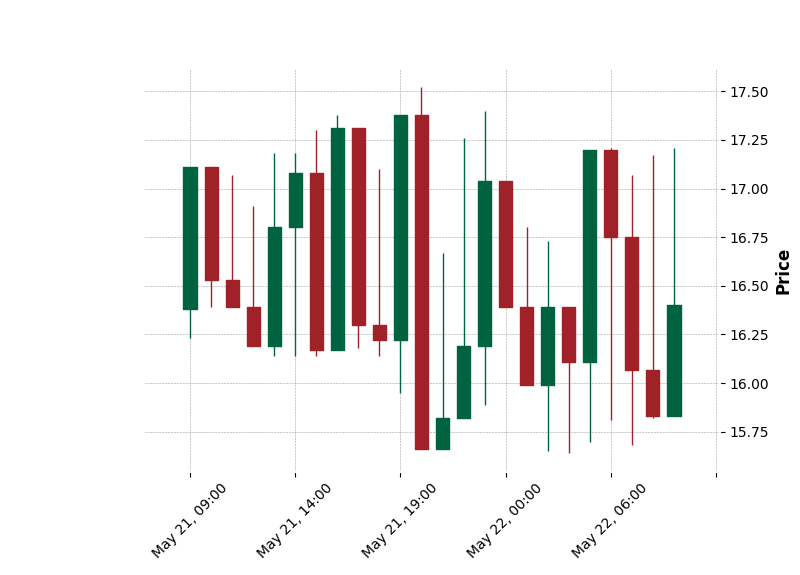 17.50
17.25
17.00
16.75
16.50
16.25
16.00
15.75
Price
May 21, 09:00
May 21, 14:00
May 21, 19:00
May 22, 00:00
May 22, 06:00